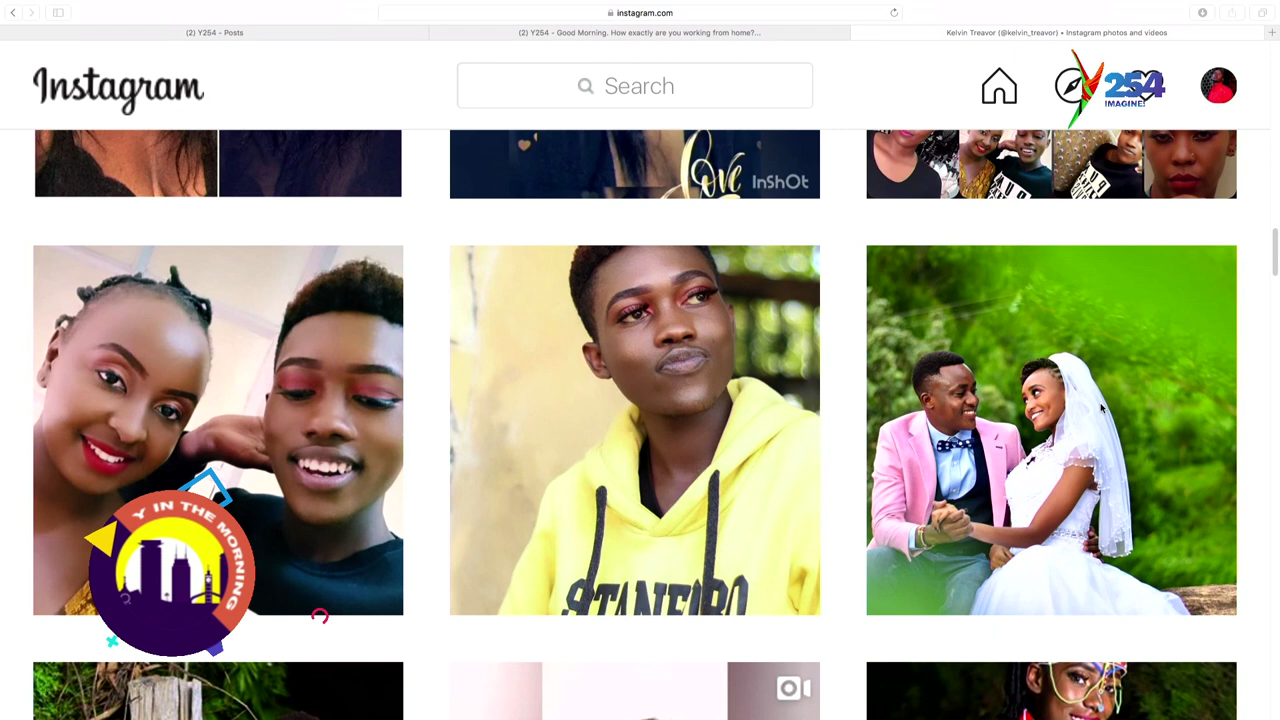 instagram.com
(2) Y254 - Posts
(2) Y254 - Good Morning. How exactly are you working from home?...
Kelvin Treavor (@kelvin_treavor) • Instagram photos and videos
Instagram
Search
Y254
IMAGINE!
Love
InShOt
STANFORD
Y IN THE MORNING